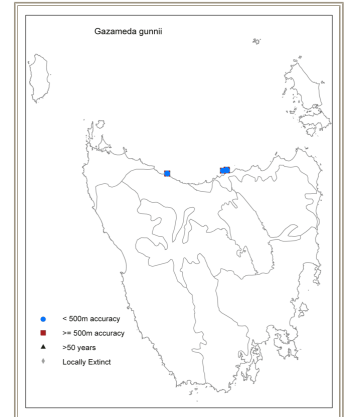 Gazameda gunnii
< 500m accuracy
>= 500m accuracy
>50 years
Locally Extinct